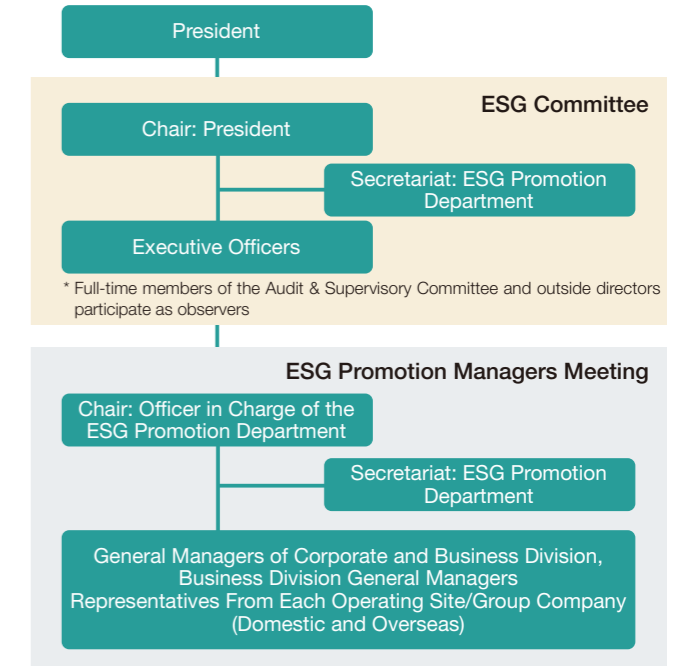 President
ESG Committee
Chair: President
Secretariat: ESG Promotion
Department
Executive Officers
* Full-time members of the Audit & Supervisory Committee and outside directors
participate as observers
ESG Promotion Managers Meeting
Chair: Officer in Charge of the
ESG Promotion Department
Secretariat: ESG Promotion
Department
General Managers of Corporate and Business Division,
Business Division General Managers
Representatives From Each Operating Site/Group Company
(Domestic and Overseas)